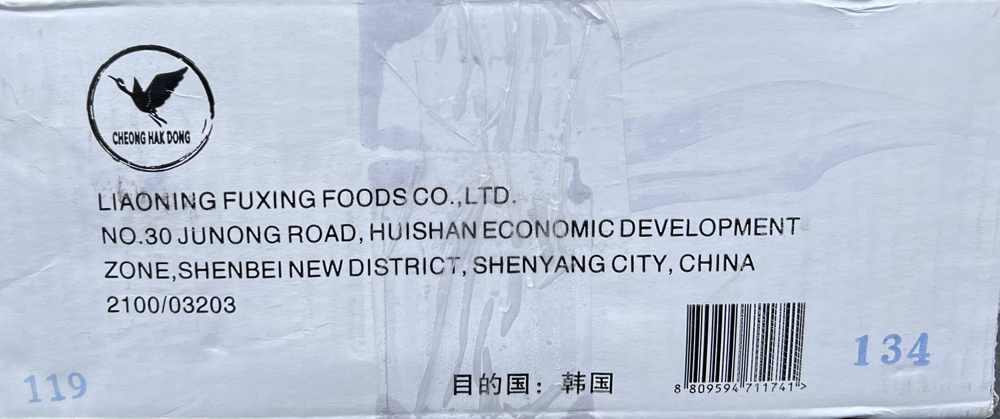 CHEONG HAK DONG
LIAONING FUXING FOODS CO.,LTD.
NO.30 JUNONG ROAD, HUISHAN ECONOMIC DEVELOPMENT
ZONE,SHENBEI NEW DISTRICT, SHENYANG CITY, CHINA
2100/03203
134
119
目的国：韩国
8 809594 711741 >